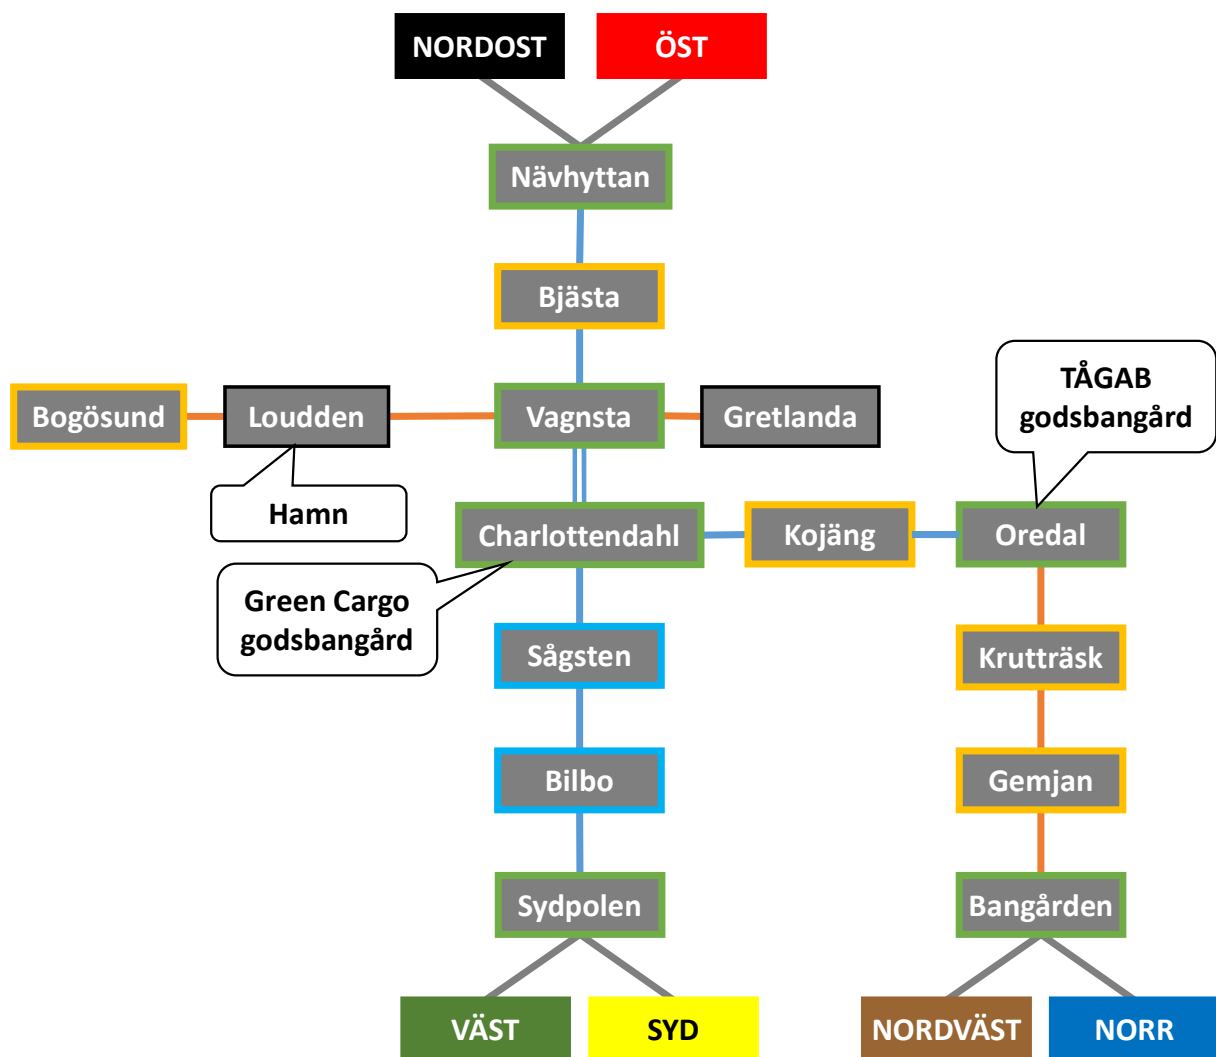 NORDOST
ÖST
Nävhyttan
Bjästa
Bogösund
Loudden
Vagnsta
Gretlanda
TÅGAB
godsbangård
Hamn
Charlottendahl
Kojäng
Oredal
Green Cargo
godsbangård
Sågsten
Krutträsk
Bilbo
Gemjan
Sydpolen
Bangården
VÄST
SYD
NORDVÄST
NORR